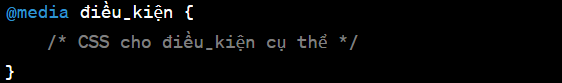 @media điều_kiện {
    /* CSS cho điều_kiện cụ thể */
}